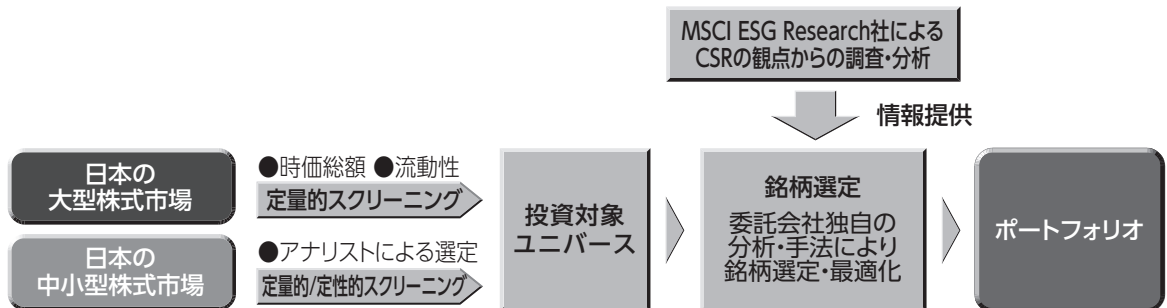 MSCI ESG Research社による
CSRの観点からの調査・分析
情報提供
日本の
大型株式市場
●時価総額 ●流動性
定量的スクリーニング
日本の
中小型株式市場
●アナリストによる選定
定量的/定性的スクリーニング
投資対象
ユニバース
銘柄選定
委託会社独自の
分析・手法により
銘柄選定・最適化
ポートフォリオ